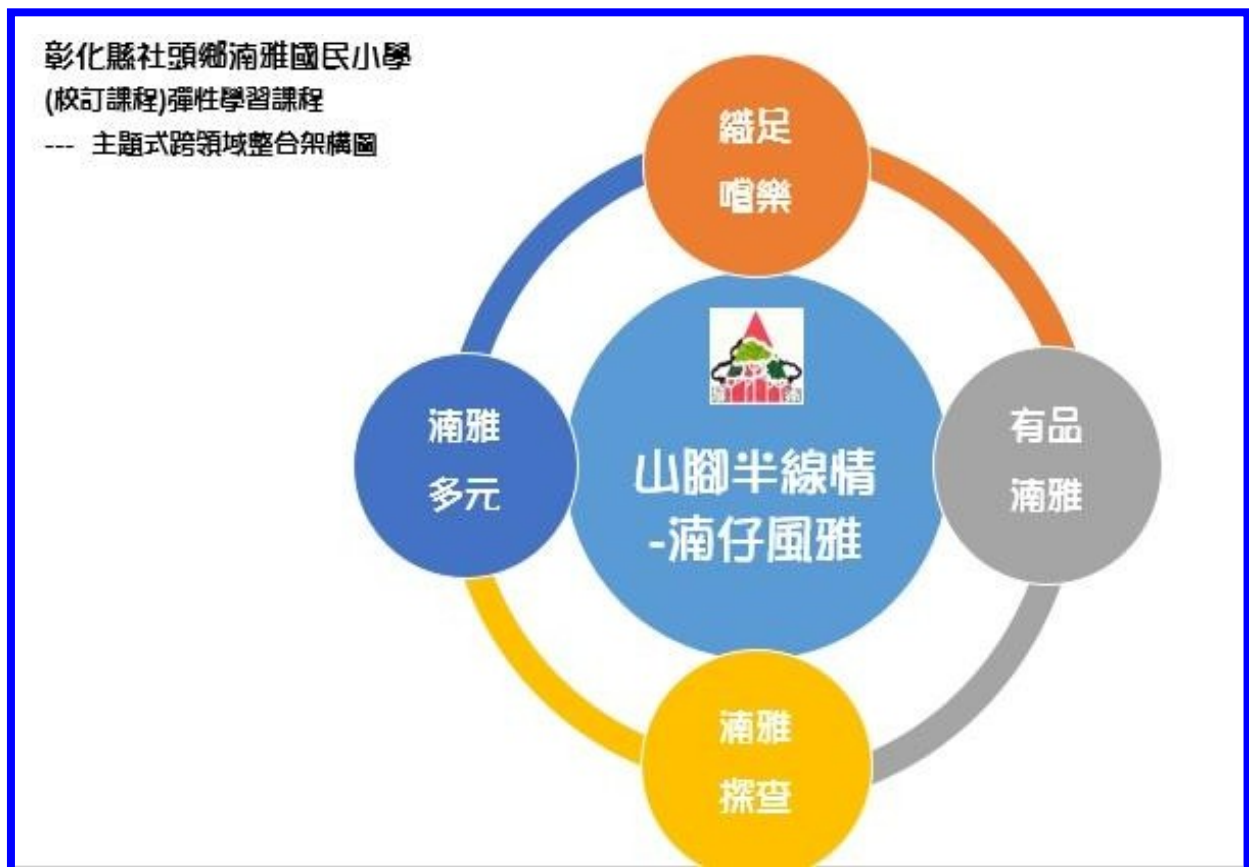 彰化縣社頭鄉湳雅國民小學
(校訂課程)彈性學習課程
--- 主題式跨領域整合架構圖
織足
嚐樂
湳雅
多元
山腳半線情
-湳仔風雅
有品
湳雅
湳雅
探查